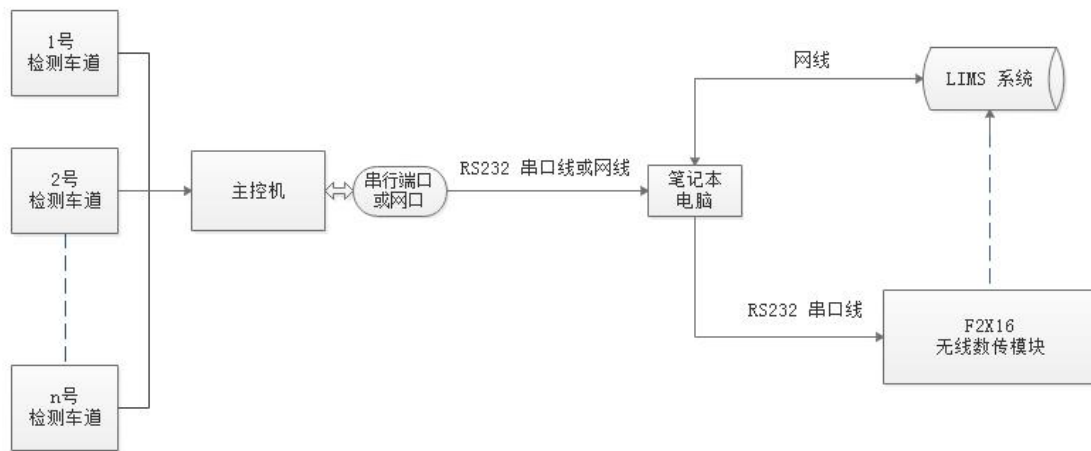 1号
检测车道
2号
检测车道
n号
检测车道
主控机
串行端口
或网口
RS232 串口线或网线
笔记本
电脑
网线
LIMS 系统
RS232 串口线
F2X16
无线数传模块